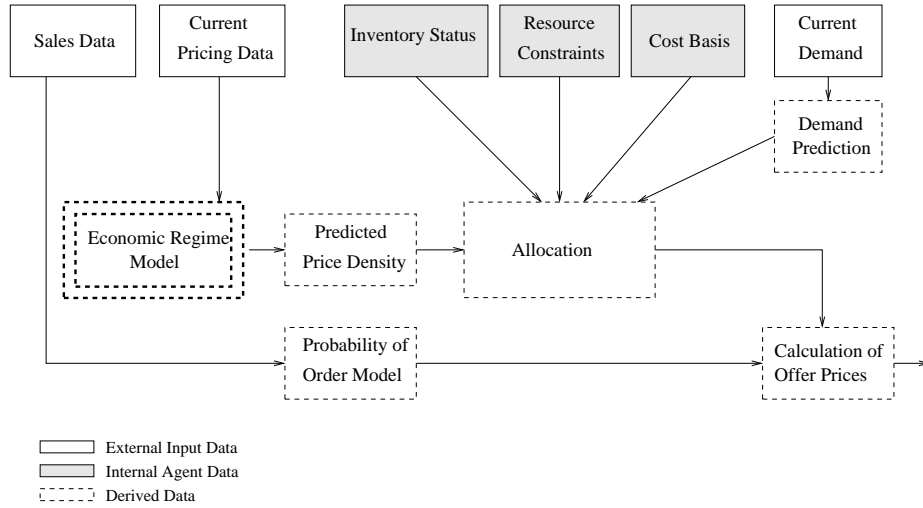 Sales Data
Current
Pricing Data
Inventory Status
Resource
Constraints
Cost Basis
Current
Demand
Demand
Prediction
Economic Regime
Model
Predicted
Price Density
Allocation
Probability of
Order Model
Calculation of
Offer Prices
External Input Data
Internal Agent Data
Derived Data